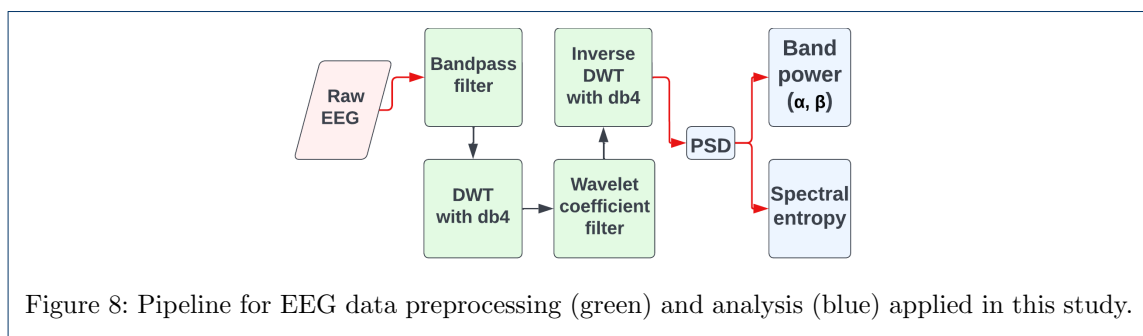 Raw
EEG
Bandpass
filter
DWT
with db4
Wavelet
coefficient
filter
Inverse
DWT
with db4
PSD
Band
power
(α, β)
Spectral
entropy
Figure 8: Pipeline for EEG data preprocessing (green) and analysis (blue) applied in this study.